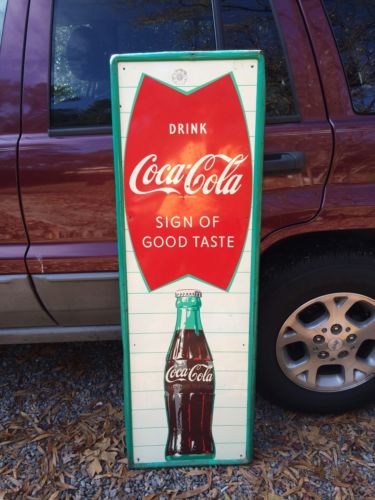 DRINK
Coca-Cola
SIGN OF
GOOD TASTE
Coca-Cola